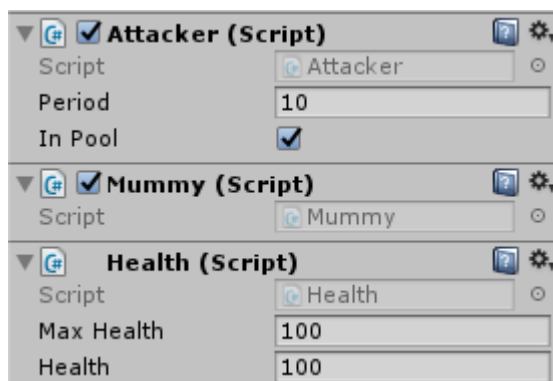 Attacker (Script)
Script Attacker
Period 10
In Pool
Mummy (Script)
Script Mummy
Health (Script)
Script Health
Max Health 100
Health 100